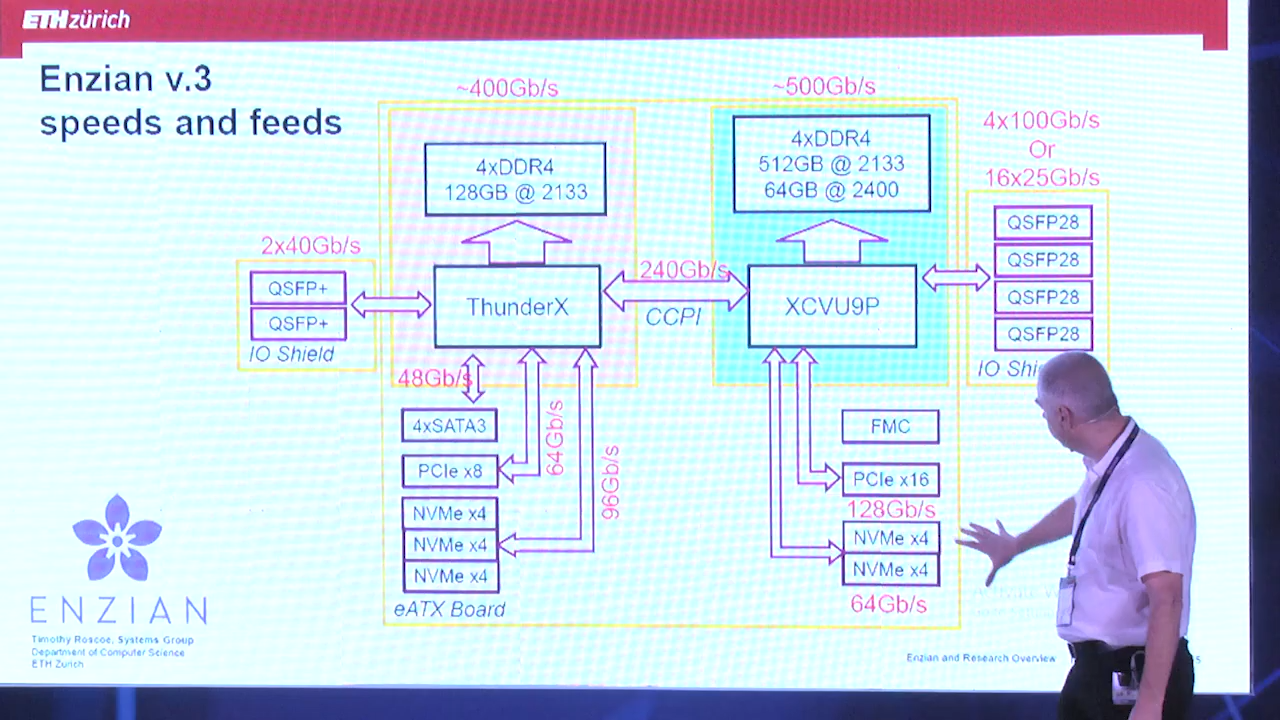 ETH zürich
Enzian v.3
speeds and feeds
~400Gb/s
~500Gb/s
4x100Gb/s
Or
16x25Gb/s
4xDDR4
128GB @ 2133
4xDDR4
512GB @ 2133
64GB @ 2400
2x40Gb/s
QSFP+
QSFP+
IO Shield
ThunderX
240Gb/s
CCPI
XCVU9P
QSFP28
QSFP28
QSFP28
QSFP28
48Gb/s
4xSATA3
PCIe x8
NVMe x4
NVMe x4
NVMe x4
eATX Board
64Gb/s
96Gb/s
FMC
PCIe x16
128Gb/s
NVMe x4
NVMe x4
64Gb/s
ENZIAN
Timothy Roscoe, Systems Group
Department of Computer Science
ETH Zurich
Enzian and Research Overview